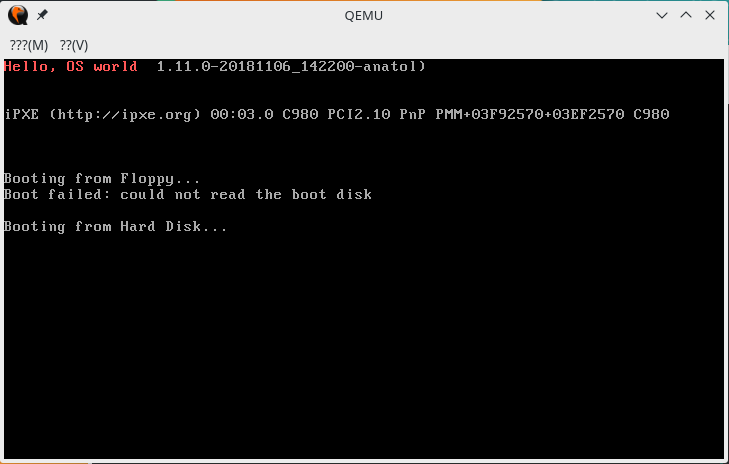 QEMU
???(M) ??(V)
Hello, OS world 1.11.0-20181106_142200-anatol)
iPXE (http://ipxe.org) 00:03.0 C980 PCI2.10 PnP PMM+03F92570+03EF2570 C980
Booting from Floppy...
Boot failed: could not read the boot disk
Booting from Hard Disk...